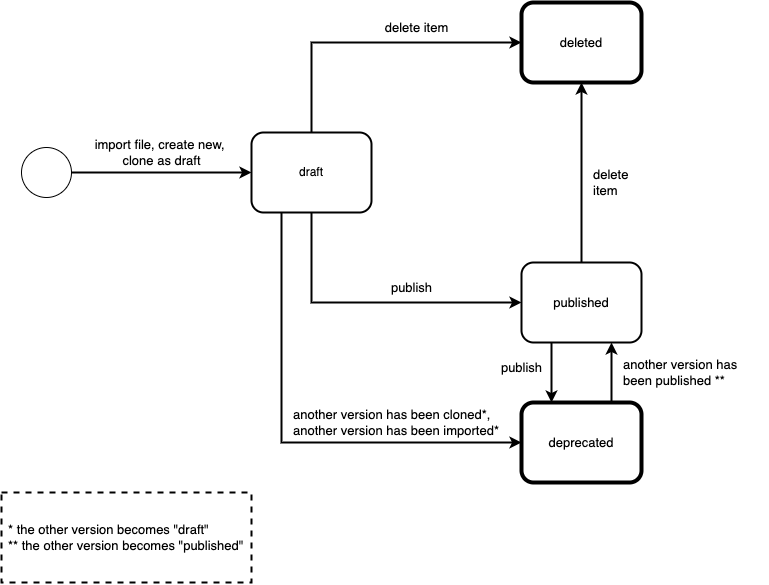 delete item
deleted
import file, create new,
clone as draft
draft
delete
item
publish
published
publish
another version has
been published **
another version has been cloned*,
another version has been imported*
deprecated
* the other version becomes "draft"
** the other version becomes "published"